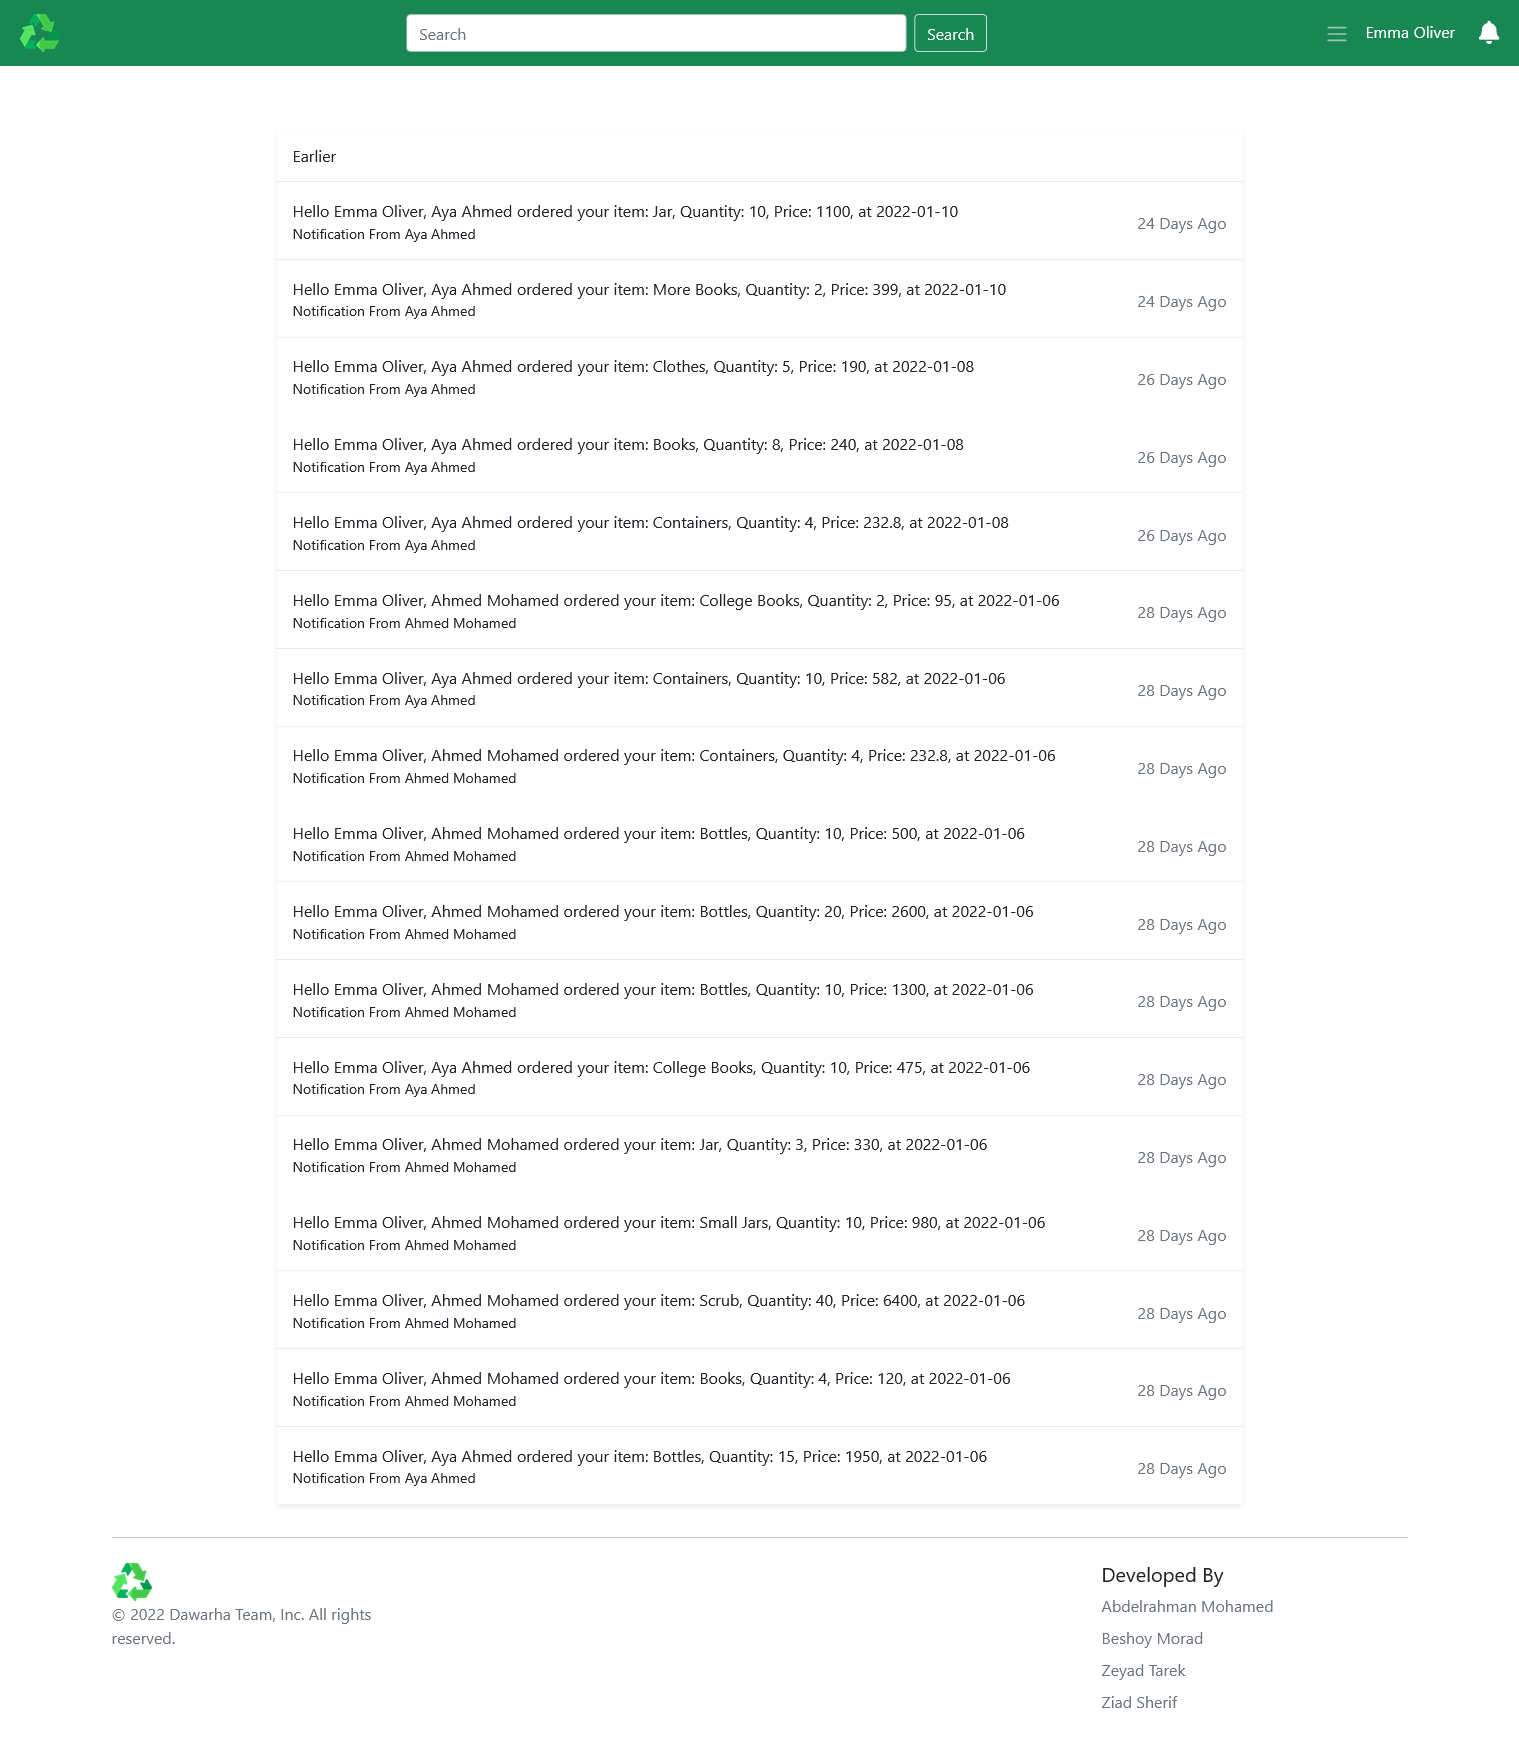 Search
Search
Emma Oliver
Earlier
Hello Emma Oliver, Aya Ahmed ordered your item: Jar, Quantity: 10, Price: 1100, at 2022-01-10
Notification From Aya Ahmed
24 Days Ago
Hello Emma Oliver, Aya Ahmed ordered your item: More Books, Quantity: 2, Price: 399, at 2022-01-10
Notification From Aya Ahmed
24 Days Ago
Hello Emma Oliver, Aya Ahmed ordered your item: Clothes, Quantity: 5, Price: 190, at 2022-01-08
Notification From Aya Ahmed
26 Days Ago
Hello Emma Oliver, Aya Ahmed ordered your item: Books, Quantity: 8, Price: 240, at 2022-01-08
Notification From Aya Ahmed
26 Days Ago
Hello Emma Oliver, Aya Ahmed ordered your item: Containers, Quantity: 4, Price: 232.8, at 2022-01-08
Notification From Aya Ahmed
26 Days Ago
Hello Emma Oliver, Ahmed Mohamed ordered your item: College Books, Quantity: 2, Price: 95, at 2022-01-06
Notification From Ahmed Mohamed
28 Days Ago
Hello Emma Oliver, Aya Ahmed ordered your item: Containers, Quantity: 10, Price: 582, at 2022-01-06
Notification From Aya Ahmed
28 Days Ago
Hello Emma Oliver, Ahmed Mohamed ordered your item: Containers, Quantity: 4, Price: 232.8, at 2022-01-06
Notification From Ahmed Mohamed
28 Days Ago
Hello Emma Oliver, Ahmed Mohamed ordered your item: Bottles, Quantity: 10, Price: 500, at 2022-01-06
Notification From Ahmed Mohamed
28 Days Ago
Hello Emma Oliver, Ahmed Mohamed ordered your item: Bottles, Quantity: 20, Price: 2600, at 2022-01-06
Notification From Ahmed Mohamed
28 Days Ago
Hello Emma Oliver, Ahmed Mohamed ordered your item: Bottles, Quantity: 10, Price: 1300, at 2022-01-06
Notification From Ahmed Mohamed
28 Days Ago
Hello Emma Oliver, Aya Ahmed ordered your item: College Books, Quantity: 10, Price: 475, at 2022-01-06
Notification From Aya Ahmed
28 Days Ago
Hello Emma Oliver, Ahmed Mohamed ordered your item: Jar, Quantity: 3, Price: 330, at 2022-01-06
Notification From Ahmed Mohamed
28 Days Ago
Hello Emma Oliver, Ahmed Mohamed ordered your item: Small Jars, Quantity: 10, Price: 980, at 2022-01-06
Notification From Ahmed Mohamed
28 Days Ago
Hello Emma Oliver, Ahmed Mohamed ordered your item: Scrub, Quantity: 40, Price: 6400, at 2022-01-06
Notification From Ahmed Mohamed
28 Days Ago
Hello Emma Oliver, Ahmed Mohamed ordered your item: Books, Quantity: 4, Price: 120, at 2022-01-06
Notification From Ahmed Mohamed
28 Days Ago
Hello Emma Oliver, Aya Ahmed ordered your item: Bottles, Quantity: 15, Price: 1950, at 2022-01-06
Notification From Aya Ahmed
28 Days Ago
© 2022 Dawarha Team, Inc. All rights
reserved.
Developed By
Abdelrahman Mohamed
Beshoy Morad
Zeyad Tarek
Ziad Sherif